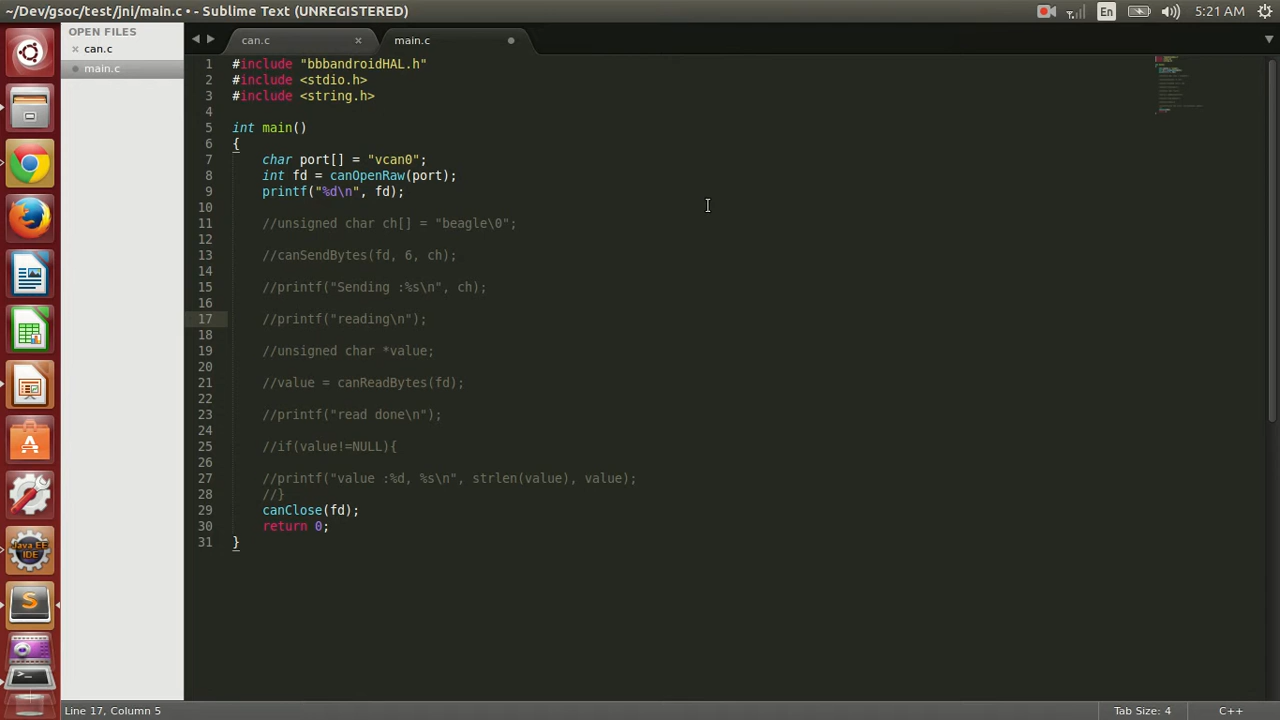 ~/Dev/gsoc/test/jni/main.c • - Sublime Text (UNREGISTERED)
En
5:21 AM
OPEN FILES
can.c
main.c
can.c
main.c
1 #include "bbbandroidHAL.h"
2 #include <stdio.h>
3 #include <string.h>
4
5 int main()
6 {
7 char port[] = "vcan0";
8 int fd = canOpenRaw(port);
9 printf("%d\n", fd);
10
11 //unsigned char ch[] = "beagle\0";
12
13 //canSendBytes(fd, 6, ch);
14
15 //printf("Sending :%s\n", ch);
16
17 //printf("reading\n");
18
19 //unsigned char *value;
20
21 //value = canReadBytes(fd);
22
23 //printf("read done\n");
24
25 //if(value!=NULL){
26
27 //printf("value :%d, %s\n", strlen(value), value);
28 //}
29 canClose(fd);
30 return 0;
31 }
Java EE
IDE
Line 17, Column 5
Tab Size: 4
C++